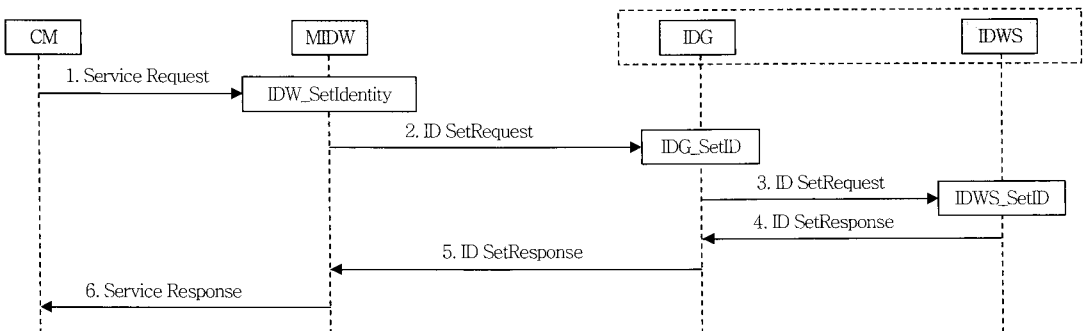 CM
MIDW
IDG
IDWS
1. Service Request
IDW_SetIdentity
2. ID SetRequest
IDG_SetID
3. ID SetRequest
IDWS_SetID
4. ID SetResponse
5. ID SetResponse
6. Service Response